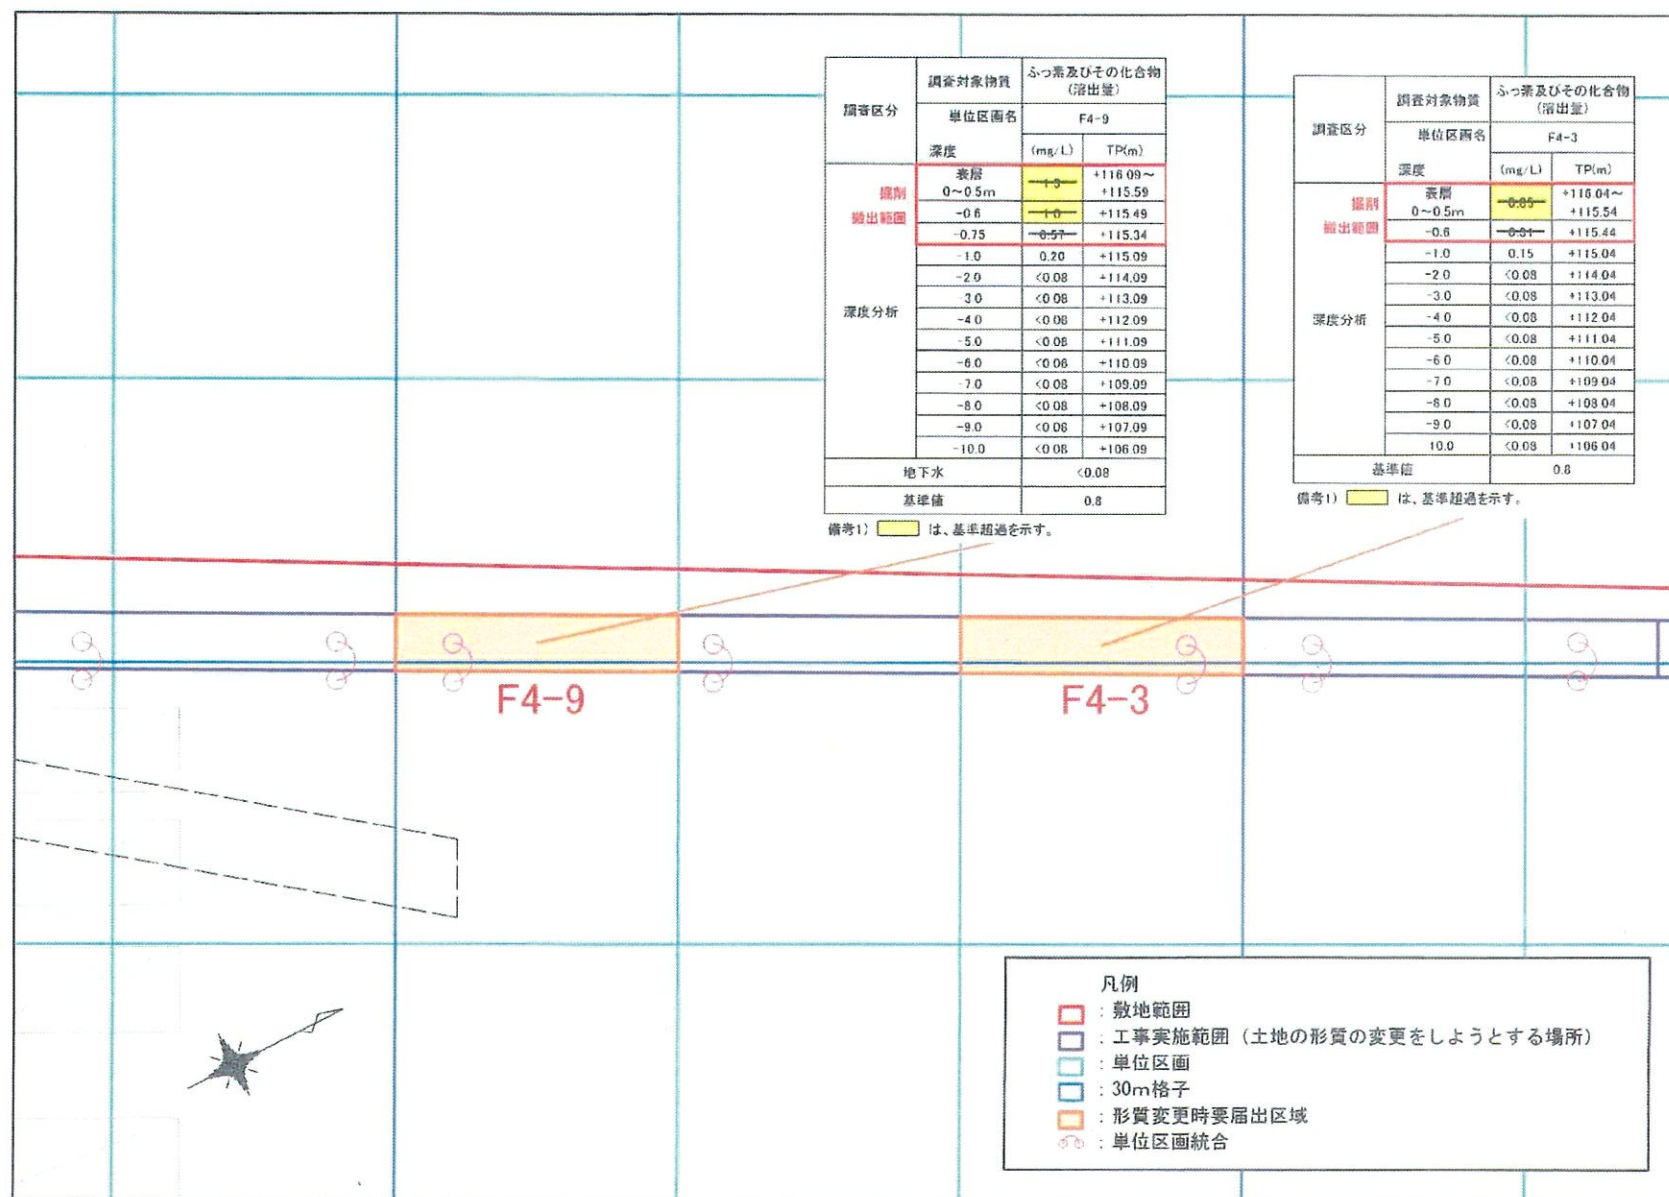 調査区分 調査対象物質 ふっ素及びその化合物
(溶出量)
単位区画名 F4-9
深度 (mg/L) TP(m)
掘削
搬出範囲
表層
0～0.5m 1.3 +116.09～
+115.59
-0.6 1.0 +115.49
-0.75 0.57 +115.34
深度分析
-1.0 0.20 +115.09
-2.0 <0.08 +114.09
-3.0 <0.08 +113.09
-4.0 <0.08 +112.09
-5.0 <0.08 +111.09
-6.0 <0.08 +110.09
-7.0 <0.08 +109.09
-8.0 <0.08 +108.09
-9.0 <0.08 +107.09
-10.0 <0.08 +106.09
地下水 <0.08
基準値 0.8
備考1) は、基準超過を示す。
調査区分 調査対象物質 ふっ素及びその化合物
(溶出量)
単位区画名 F4-3
深度 (mg/L) TP(m)
掘削
搬出範囲
表層
0～0.5m 0.85 +116.04～
+115.54
-0.6 0.31 +115.44
深度分析
-1.0 0.15 +115.04
-2.0 <0.08 +114.04
-3.0 <0.08 +113.04
-4.0 <0.08 +112.04
-5.0 <0.08 +111.04
-6.0 <0.08 +110.04
-7.0 <0.08 +109.04
-8.0 <0.08 +108.04
-9.0 <0.08 +107.04
10.0 <0.08 +106.04
基準値 0.8
備考1) は、基準超過を示す。
F4-9
F4-3
凡例
：敷地範囲
：工事実施範囲（土地の形質の変更をしようとする場所）
：単位区画
：30m格子
：形質変更時要届出区域
：単位区画統合